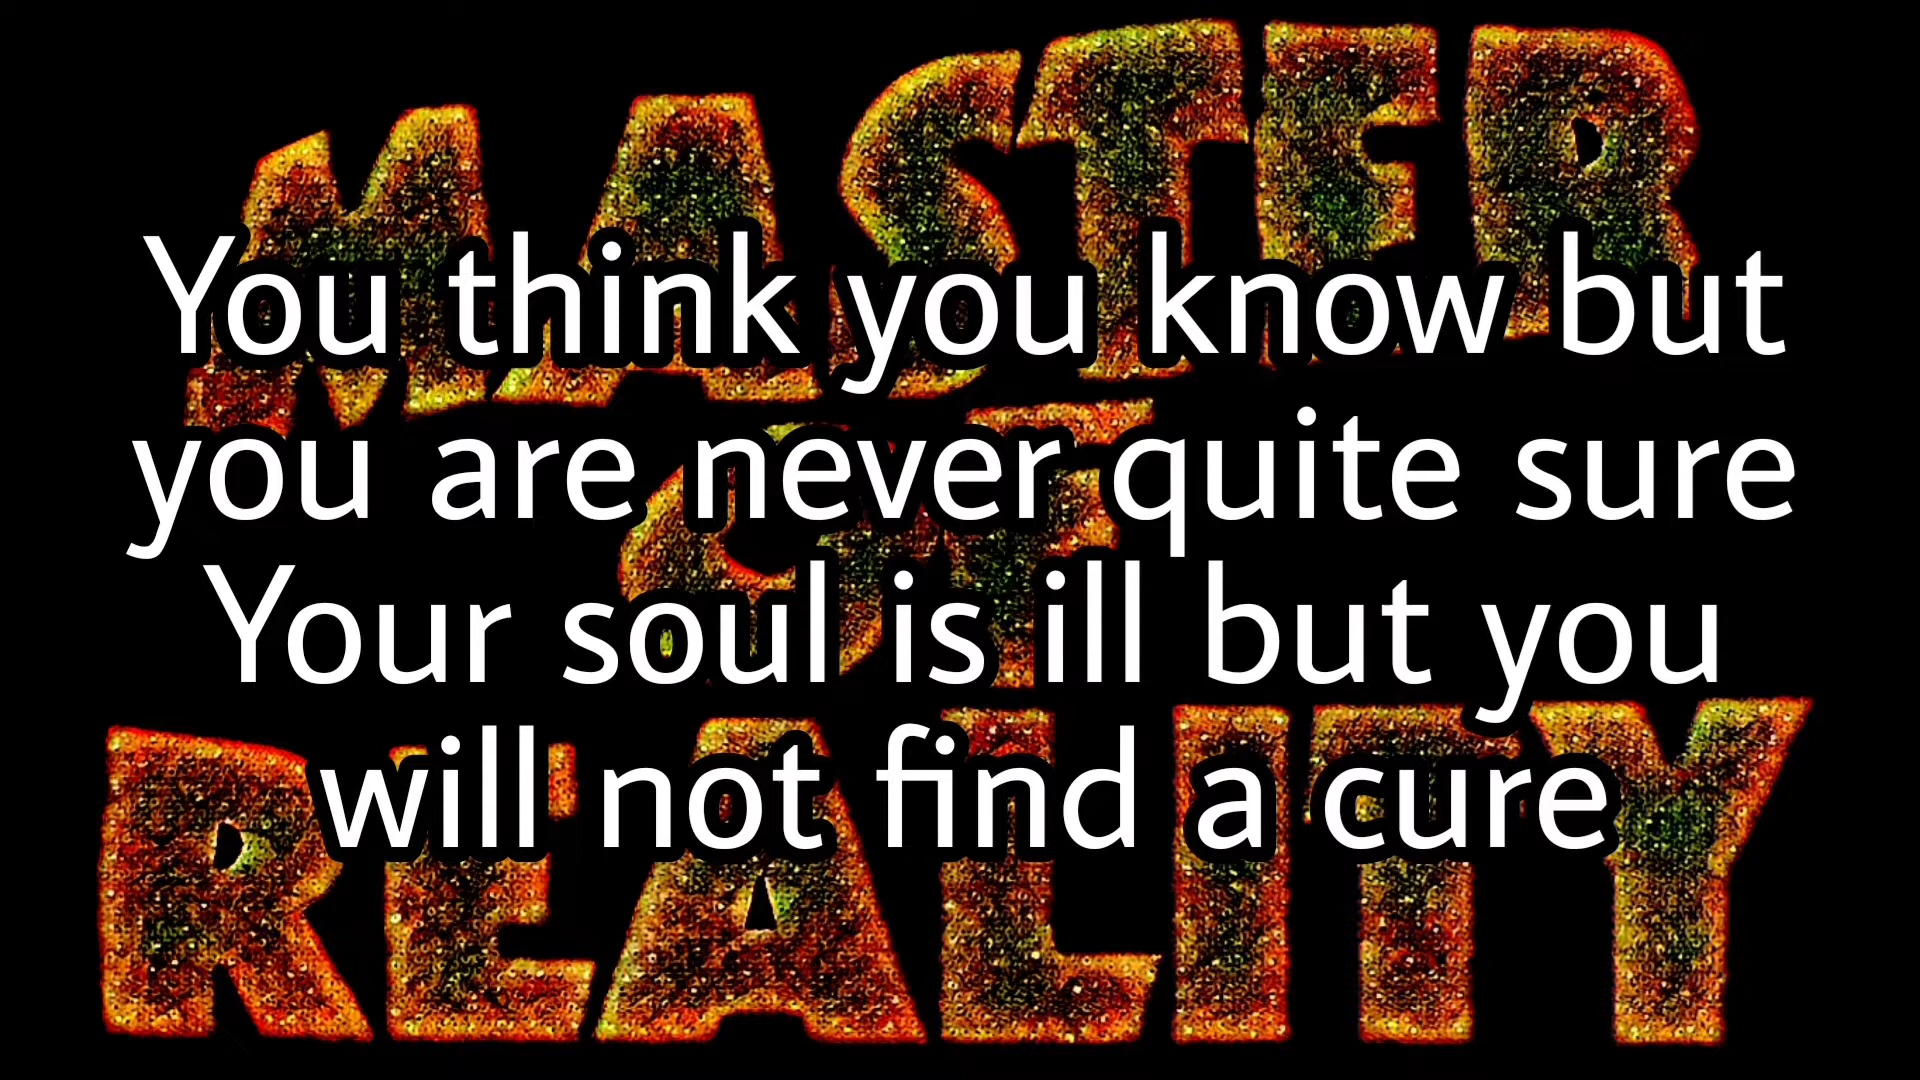 MASTER
OF
REALITY
You think you know but
you are never quite sure
Your soul is ill but you
will not find a cure